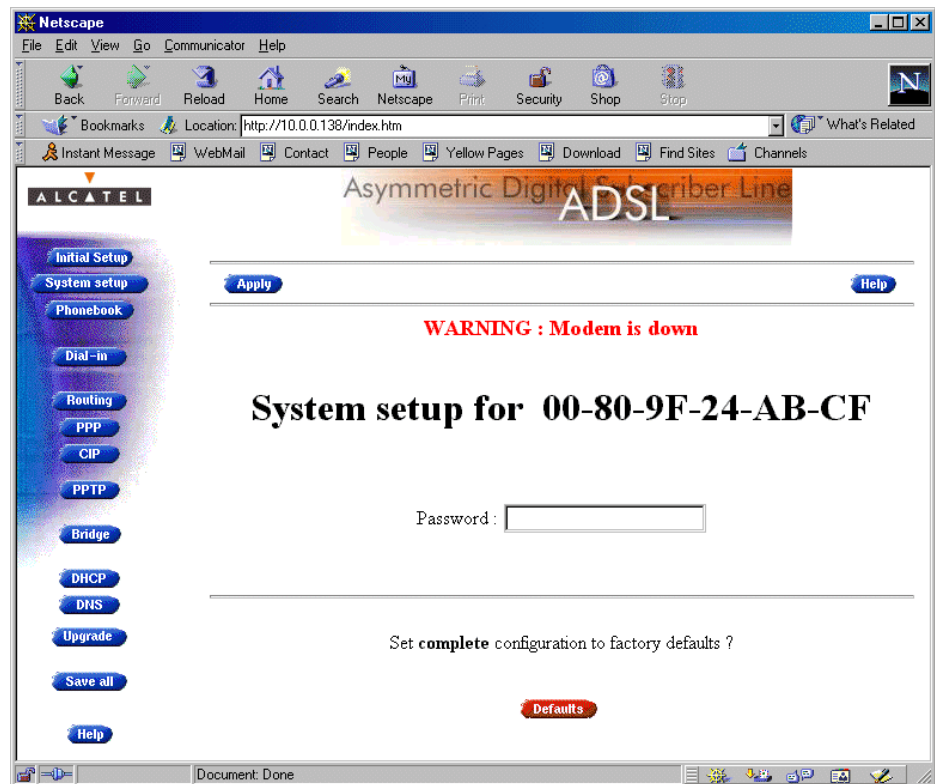 Netscape
File Edit View Go Communicator Help
Back Forward Reload Home Search Netscape Print Security Shop Stop
N
Bookmarks Location: http://10.0.0.138/index.htm What's Related
Instant Message WebMail Contact People Yellow Pages Download Find Sites Channels
ALCATEL
Asymmetric Digital Subscriber Line
ADSL
Initial Setup
System setup
Phonebook
Dial-in
Routing
PPP
CIP
PPTP
Bridge
DHCP
DNS
Upgrade
Save all
Help
Apply Help
WARNING : Modem is down
System setup for 00-80-9F-24-AB-CF
Password :
Set complete configuration to factory defaults ?
Defaults
Document: Done